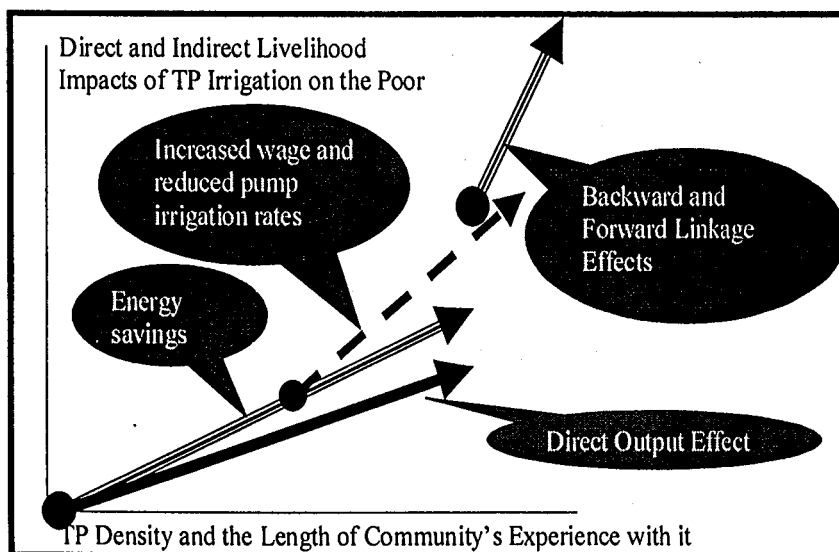 Direct and Indirect Livelihood
Impacts of TP Irrigation on the Poor
Increased wage and
reduced pump
irrigation rates
Backward and
Forward Linkage
Effects
Energy
savings
Direct Output Effect
TP Density and the Length of Community's Experience with it